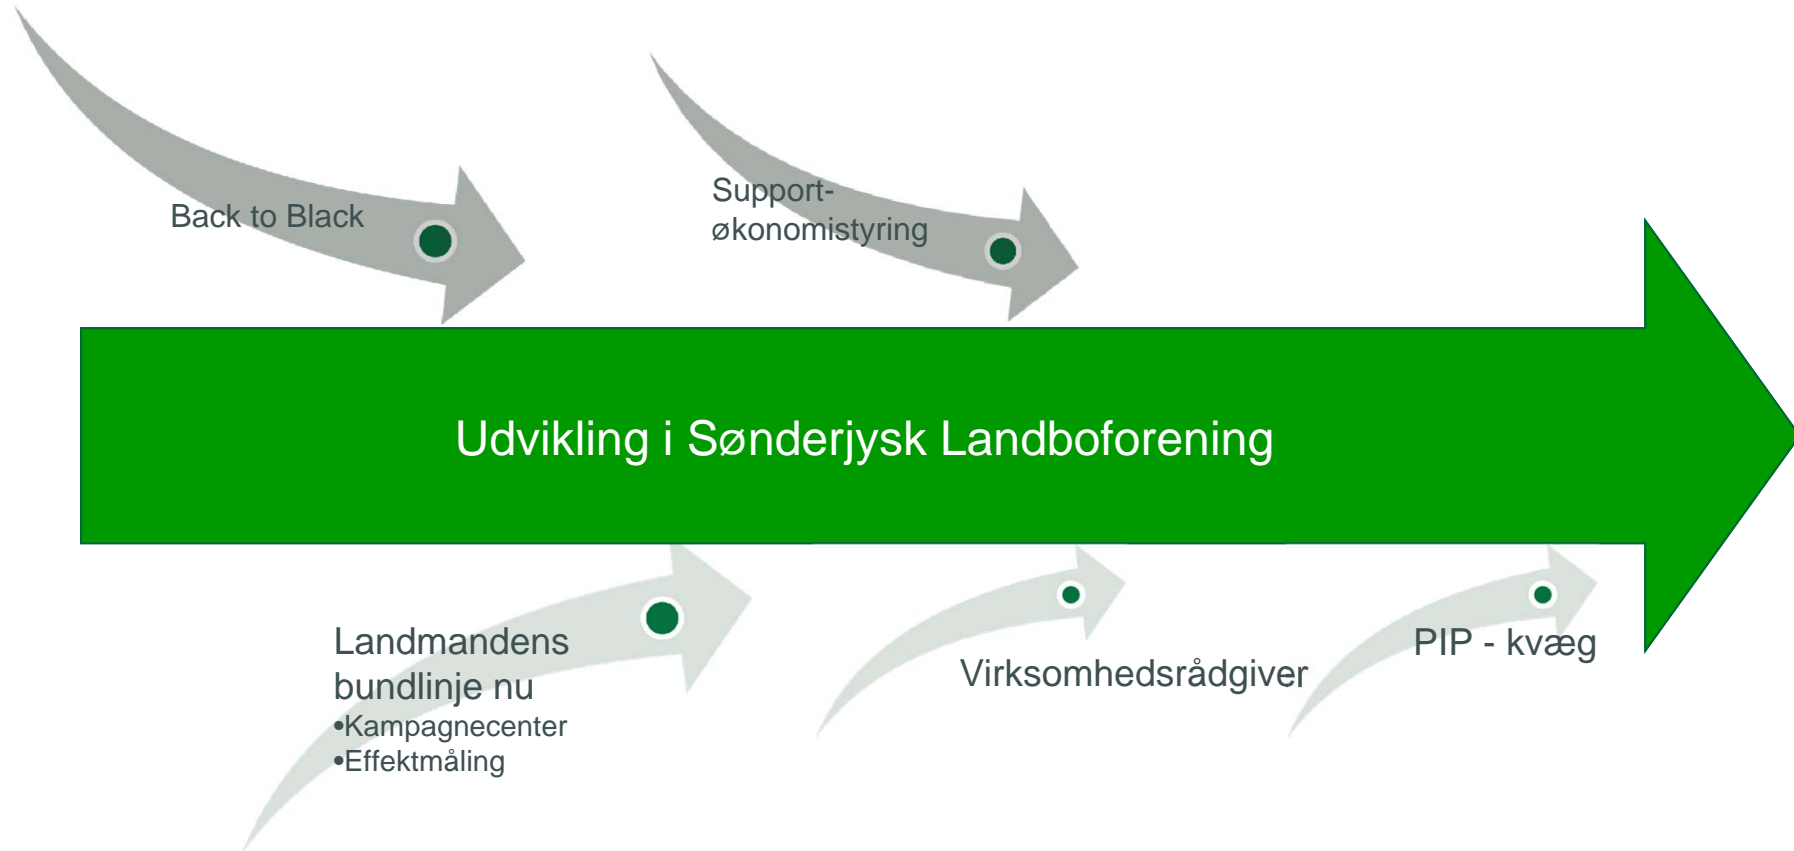 Back to Black
Support-
økonomistyring
Udvikling i Sønderjysk Landboforening
Landmandens
bundlinje nu
•Kampagnecenter
•Effektmåling
Virksomhedsrådgiver
PIP - kvæg